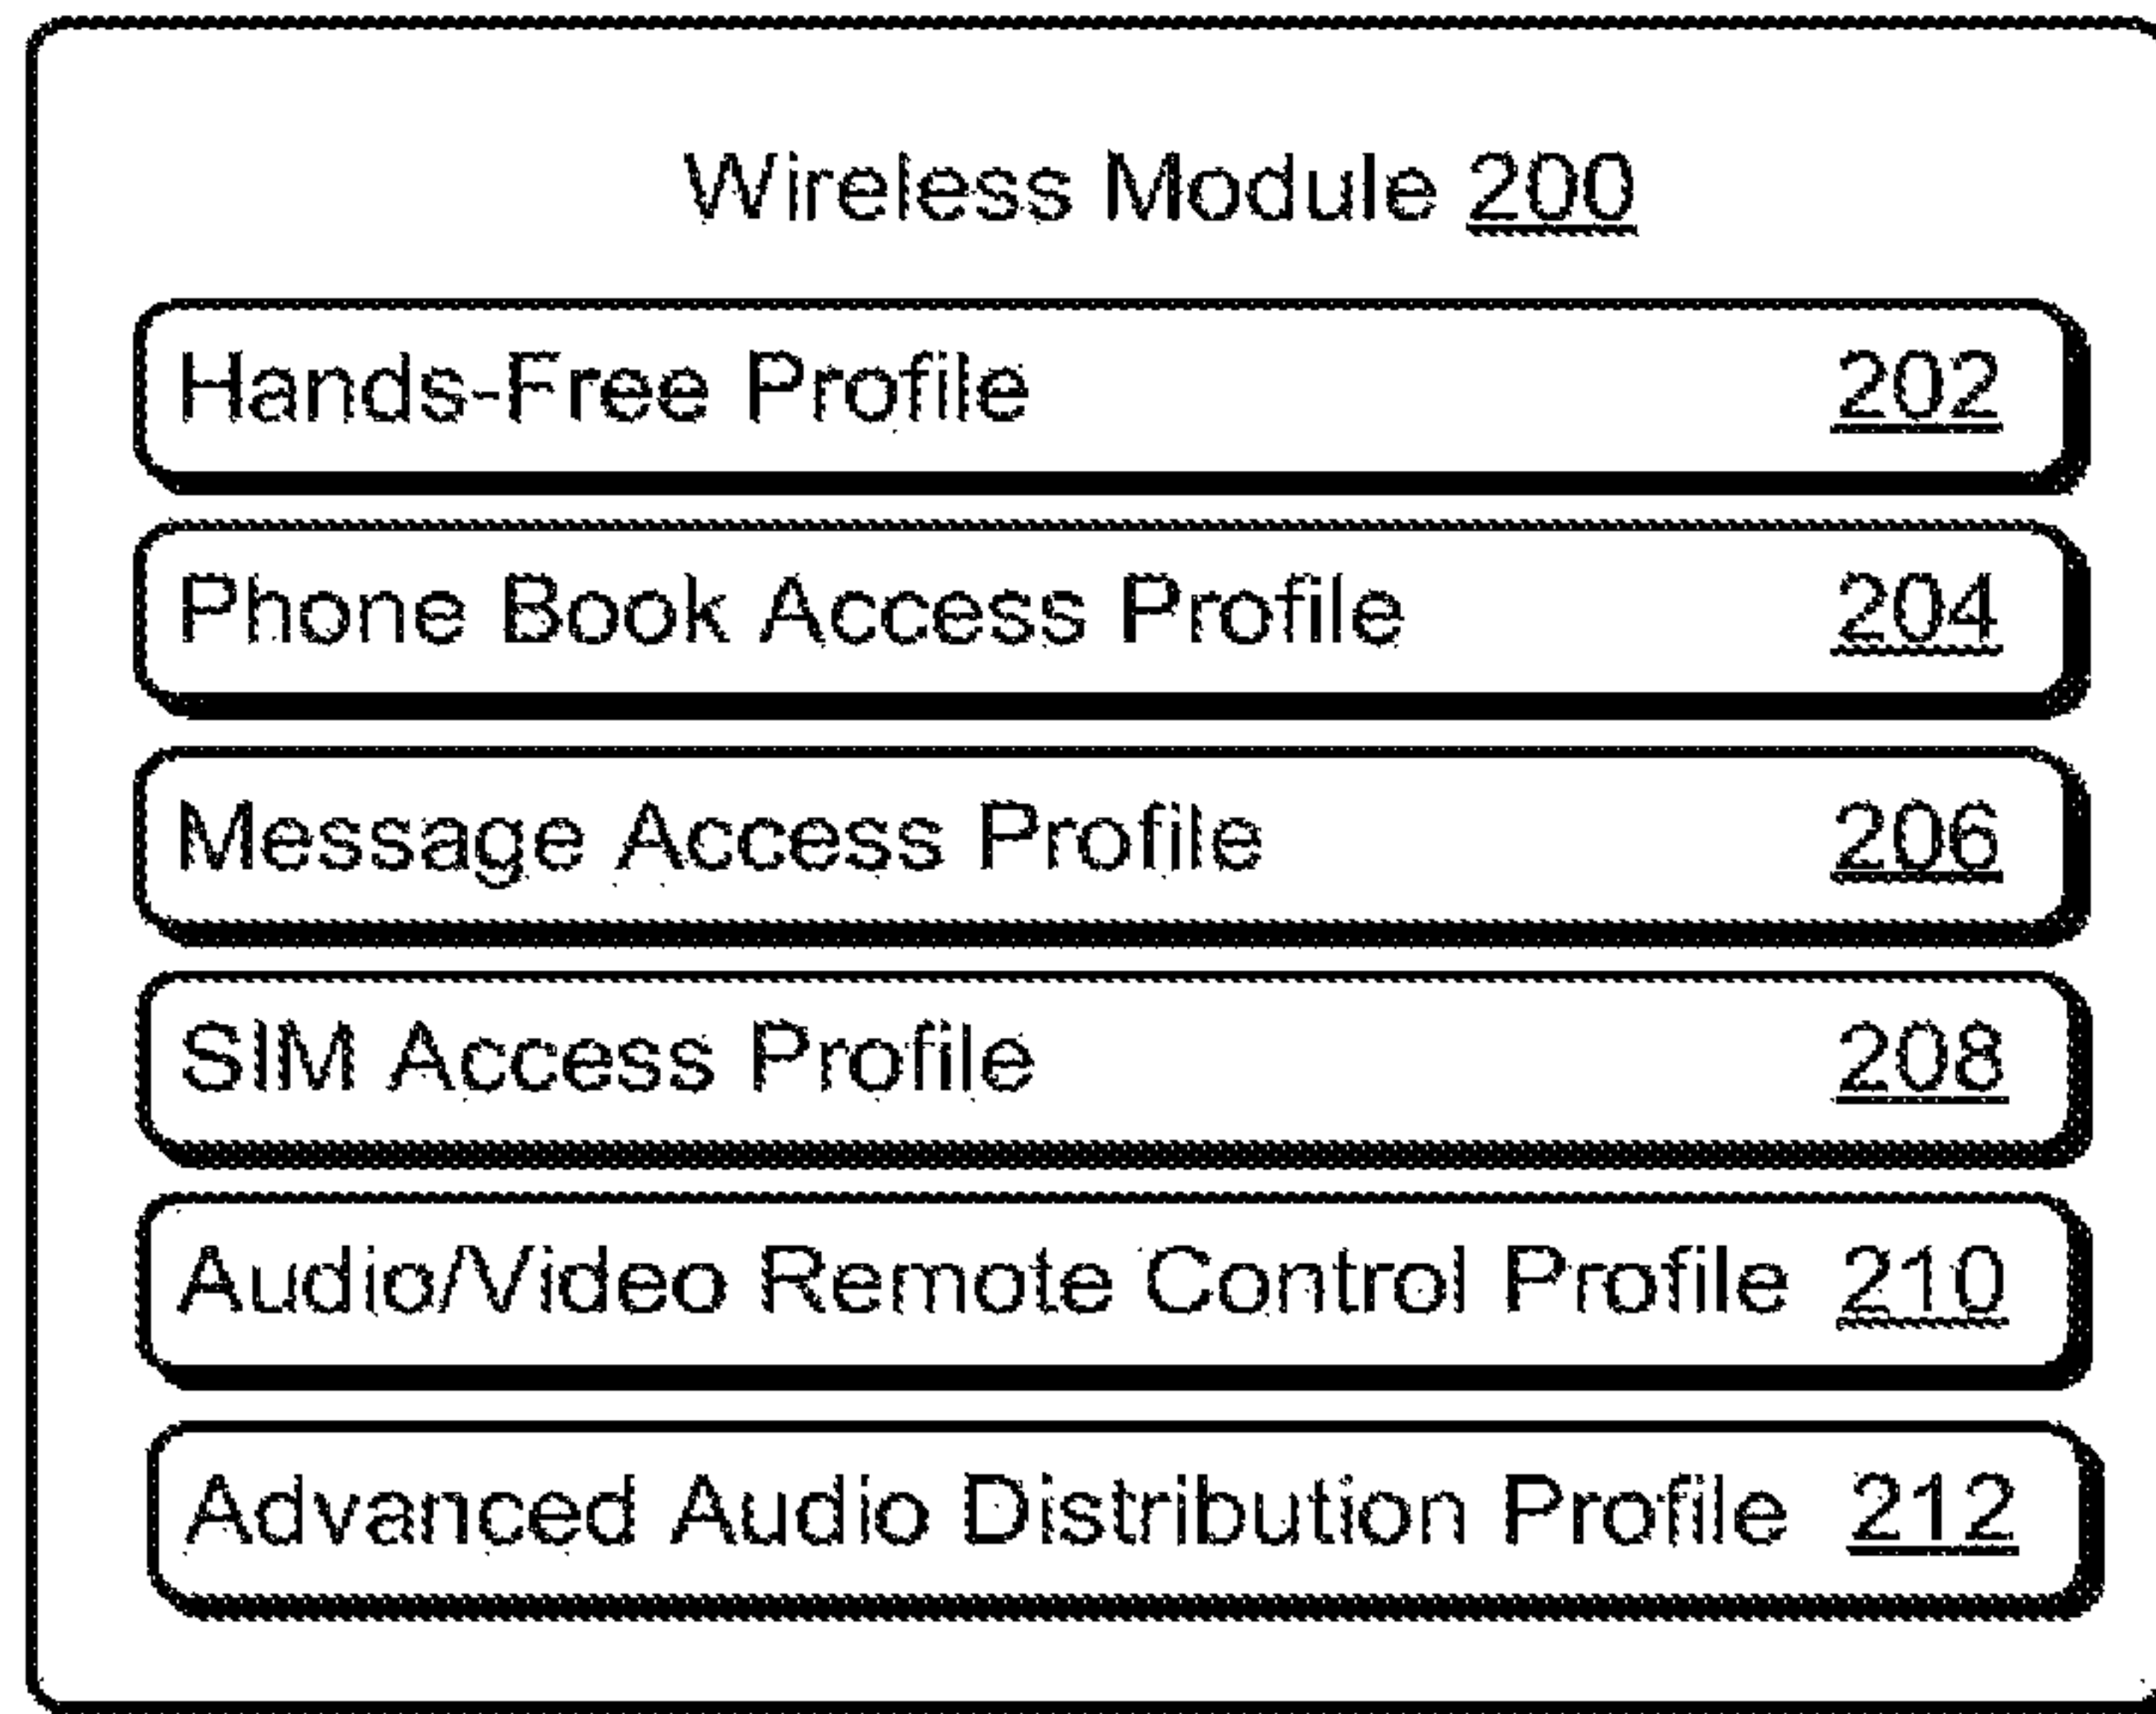 Wireless Module 200
Hands-Free Profile 202
Phone Book Access Profile 204
Message Access Profile 206
SIM Access Profile 208
Audio/Video Remote Control Profile 210
Advanced Audio Distribution Profile 212